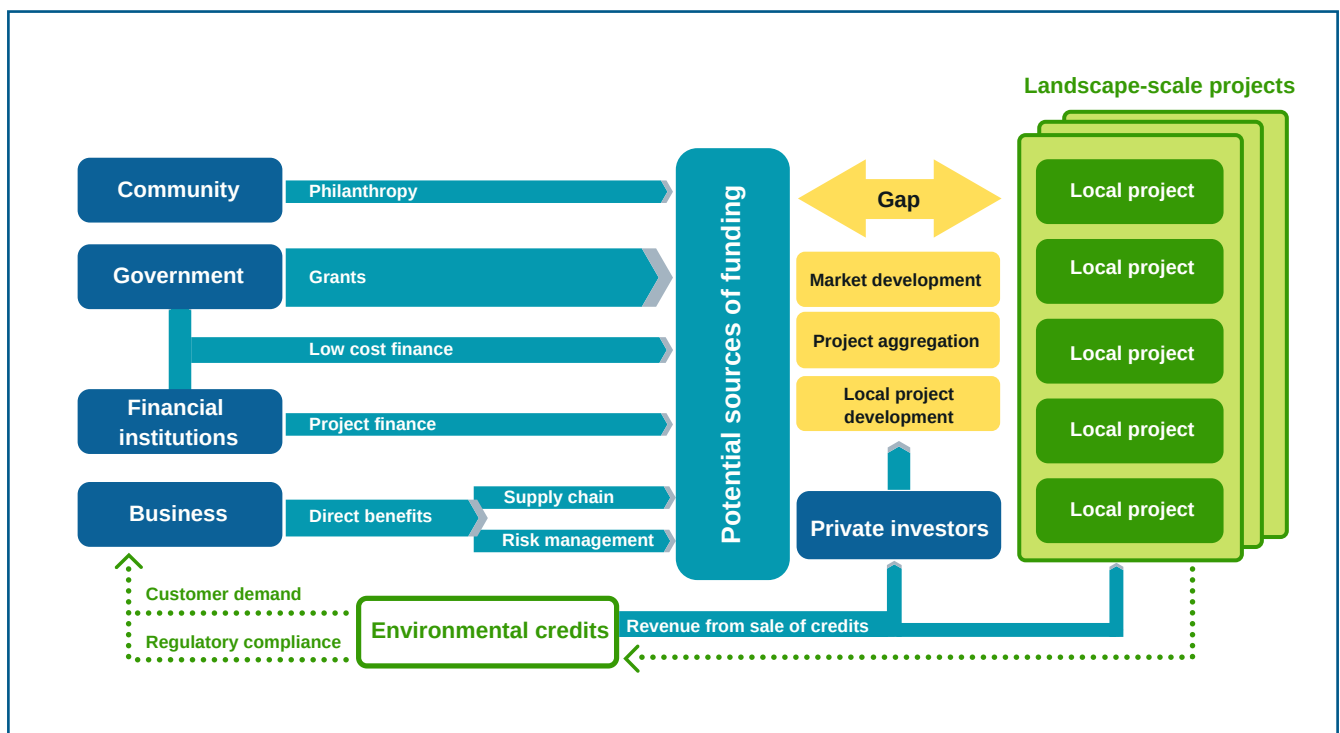 Landscape-scale projects
Community
Philanthropy
Government
Grants
Low cost finance
Financial
institutions
Project finance
Business
Direct benefits
Supply chain
Risk management
Potential sources of funding
Gap
Market development
Project aggregation
Local project
development
Private investors
Local project
Local project
Local project
Local project
Local project
Customer demand
Regulatory compliance
Environmental credits
Revenue from sale of credits